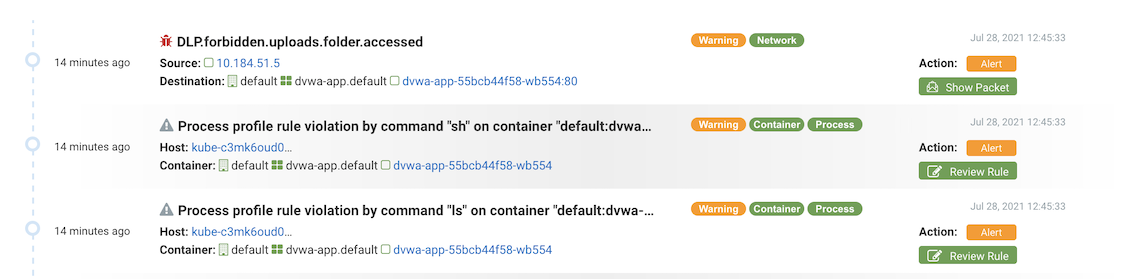 DLP.forbidden.uploads.folder.accessed Warning Network Jul 28, 2021 12:45:33
14 minutes ago Source: 10.184.51.5 Action: Alert
Destination: default dvwa-app.default dvwa-app-55bcb44f58-wb554:80 Show Packet
Process profile rule violation by command "sh" on container "default:dvwa... Warning Container Process Jul 28, 2021 12:45:33
14 minutes ago Host: kube-c3mk6oud0... Action: Alert
Container: default dvwa-app.default dvwa-app-55bcb44f58-wb554 Review Rule
Process profile rule violation by command "ls" on container "default:dvwa-... Warning Container Process Jul 28, 2021 12:45:33
14 minutes ago Host: kube-c3mk6oud0... Action: Alert
Container: default dvwa-app.default dvwa-app-55bcb44f58-wb554 Review Rule